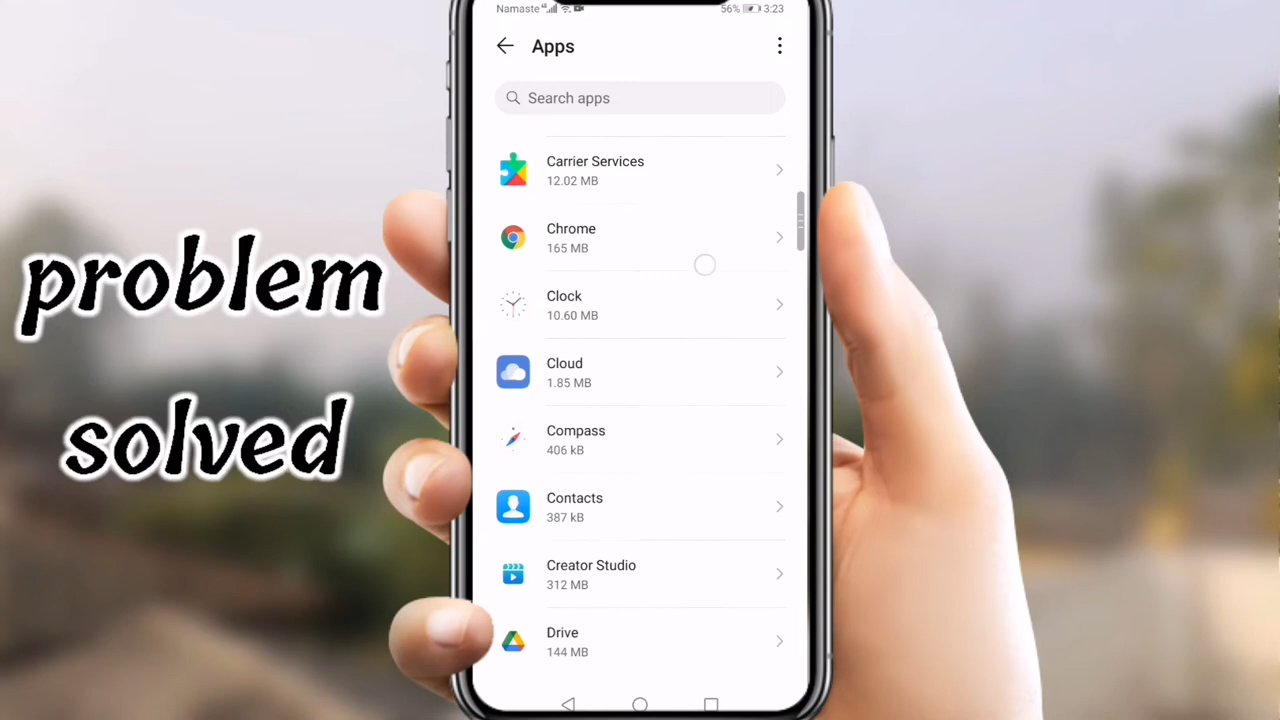 Namaste 56% 3:23
Apps
Search apps
Carrier Services
12.02 MB
Chrome
165 MB
Clock
10.60 MB
Cloud
1.85 MB
Compass
406 kB
Contacts
387 kB
Creator Studio
312 MB
Drive
144 MB
problem
solved